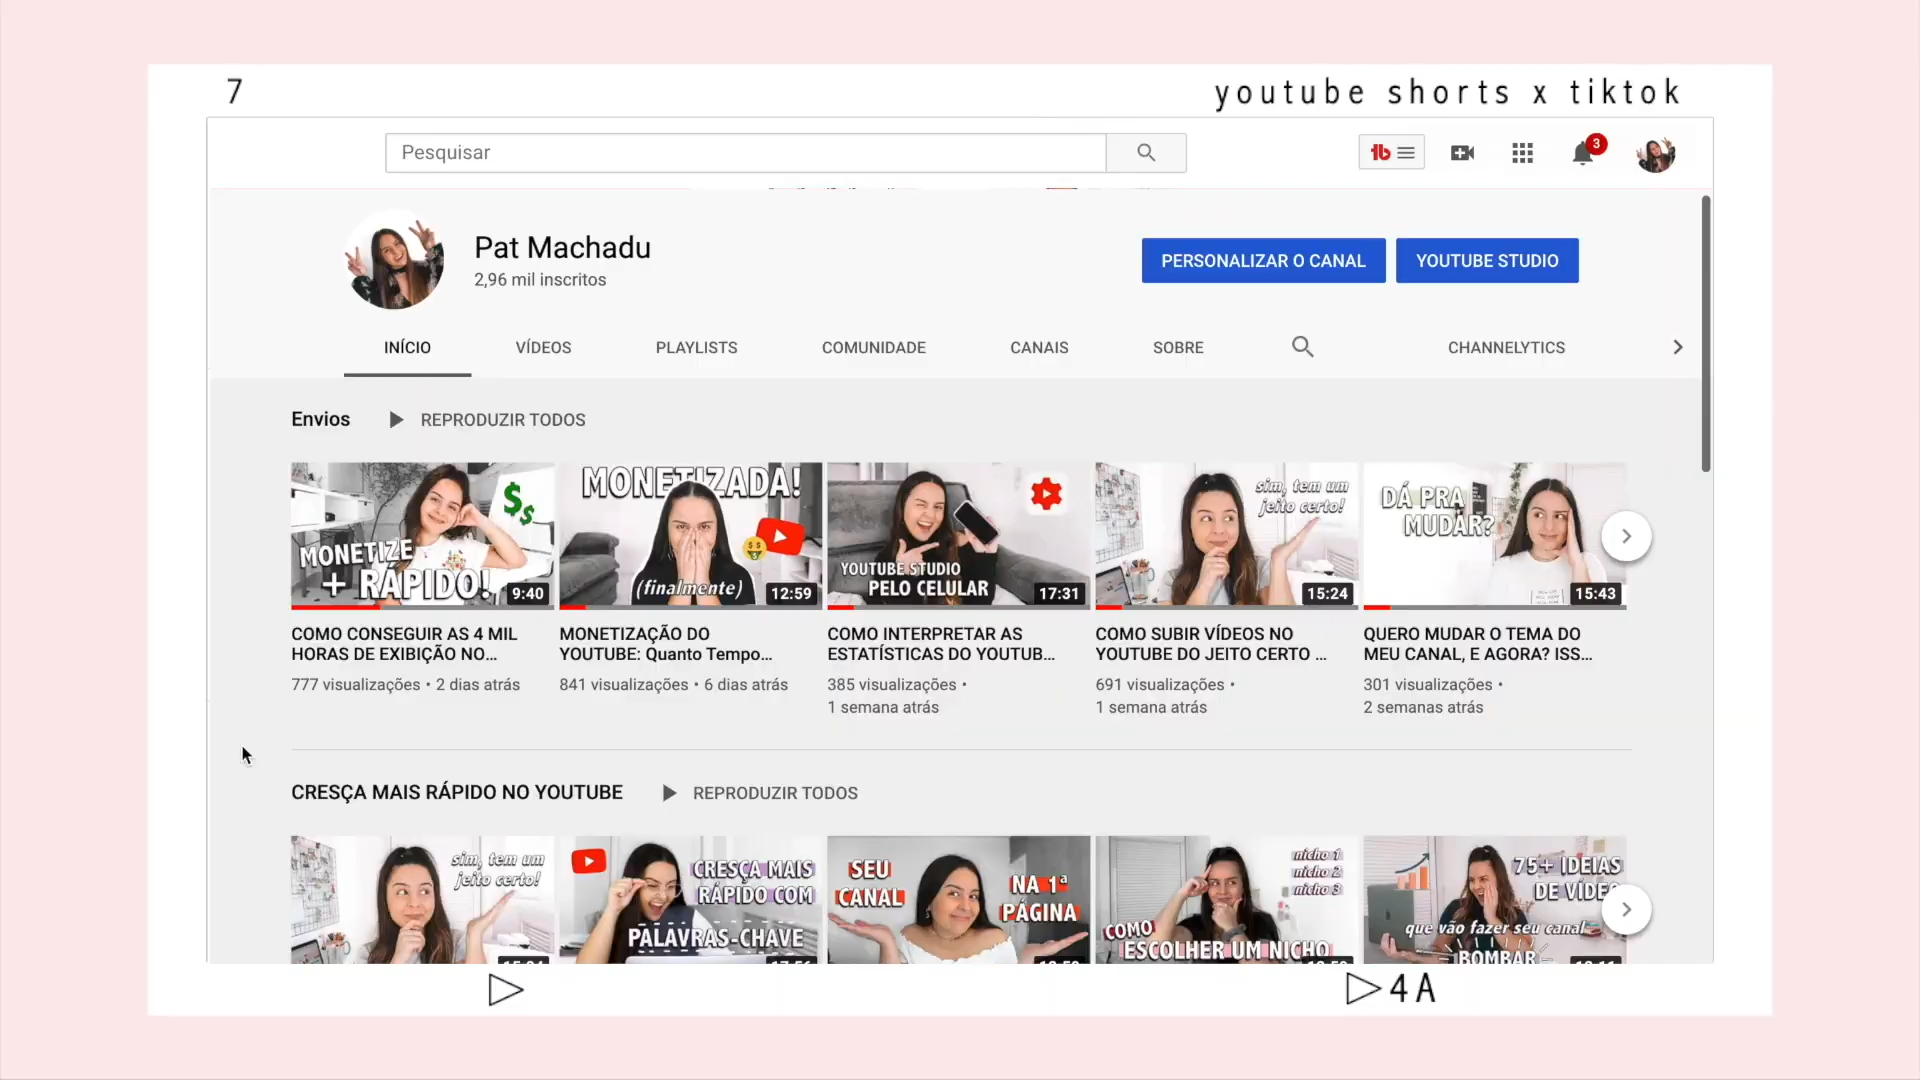 7
youtube shorts x tiktok
Pesquisar
3
Pat Machadu
2,96 mil inscritos
PERSONALIZAR O CANAL
YOUTUBE STUDIO
INÍCIO
VÍDEOS
PLAYLISTS
COMUNIDADE
CANAIS
SOBRE
CHANNELYTICS
Envios
REPRODUZIR TODOS
MONETIZE
+ RÁPIDO!
9:40
MONETIZADA!
(finalmente)
12:59
YOUTUBE STUDIO
PELO CELULAR
17:31
sim, tem um
jeito certo!
15:24
DÁ PRA
MUDAR?
15:43
COMO CONSEGUIR AS 4 MIL
HORAS DE EXIBIÇÃO NO...
777 visualizações • 2 dias atrás
MONETIZAÇÃO DO
YOUTUBE: Quanto Tempo...
841 visualizações • 6 dias atrás
COMO INTERPRETAR AS
ESTATÍSTICAS DO YOUTUB...
385 visualizações •
1 semana atrás
COMO SUBIR VÍDEOS NO
YOUTUBE DO JEITO CERTO ...
691 visualizações •
1 semana atrás
QUERO MUDAR O TEMA DO
MEU CANAL, E AGORA? ISS...
301 visualizações •
2 semanas atrás
CRESÇA MAIS RÁPIDO NO YOUTUBE
REPRODUZIR TODOS
sim, tem um
jeito certo!
CRESÇA MAIS
RÁPIDO COM
PALAVRAS-CHAVE
SEU
CANAL
NA 1ª
PÁGINA
nicho 1
nicho 2
nicho 3
COMO
ESCOLHER UM NICHO
75+ IDEIAS
que vão fazer seu canal
BOMBAR
4A